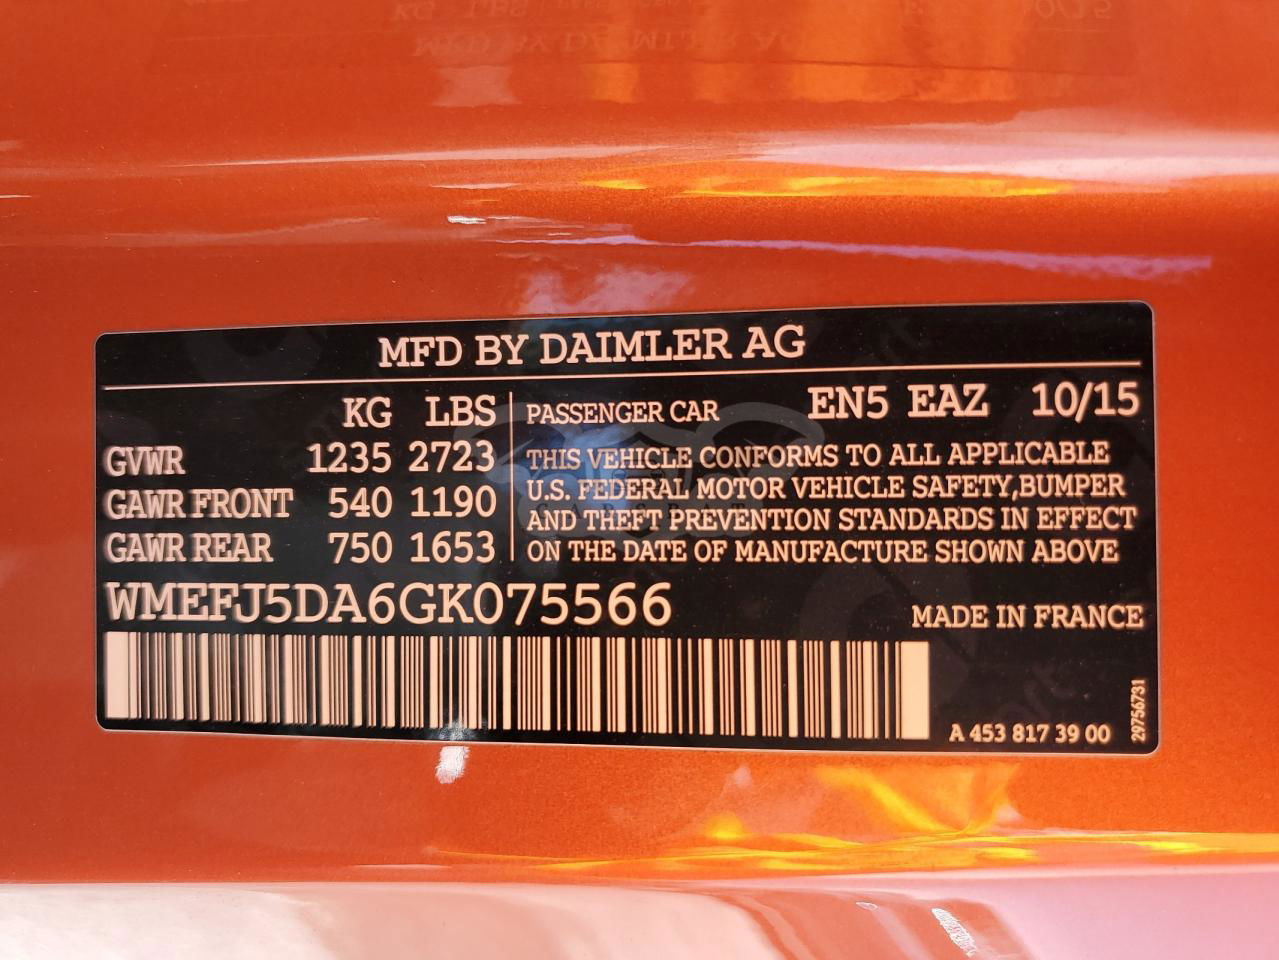 MFD BY DAIMLER AG
KG LBS
GVWR 1235 2723
GAWR FRONT 540 1190
GAWR REAR 750 1653
PASSENGER CAR EN5 EAZ 10/15
THIS VEHICLE CONFORMS TO ALL APPLICABLE
U.S. FEDERAL MOTOR VEHICLE SAFETY,BUMPER
AND THEFT PREVENTION STANDARDS IN EFFECT
ON THE DATE OF MANUFACTURE SHOWN ABOVE
WMEFJ5DA6GK075566
MADE IN FRANCE
A 453 817 39 00
29756731